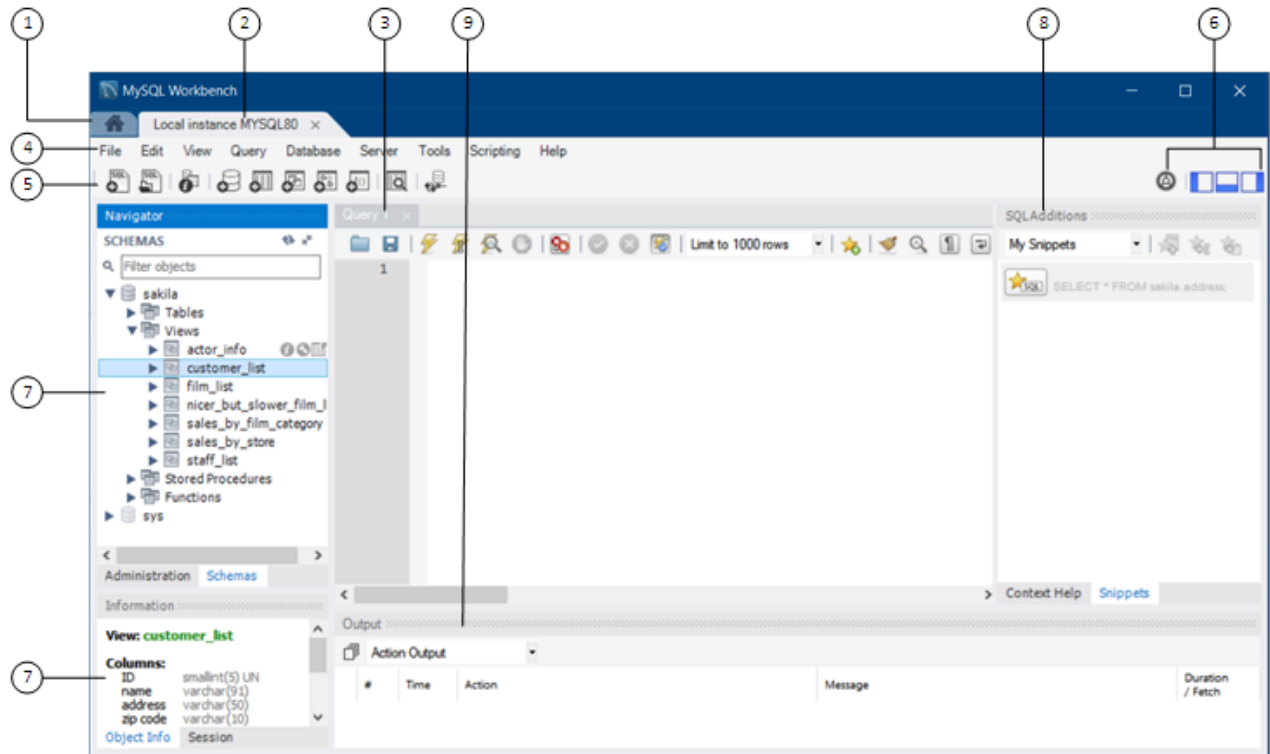 1 2 3 9 8 6
MySQL Workbench
Local instance MYSQL80
4
File Edit View Query Database Server Tools Scripting Help
5
Navigator
Query 1
SQLAdditions
SCHEMAS
Limit to 1000 rows
My Snippets
Filter objects
1
SQL SELECT * FROM sakila.address;
sakila
Tables
Views
actor_info
customer_list
7
film_list
nicer_but_slower_film_l
sales_by_film_category
sales_by_store
staff_list
Stored Procedures
Functions
sys
Administration Schemas
Context Help Snippets
Information
Output
View: customer_list
Action Output
Columns:
7
ID smallint(5) UN
name varchar(91)
address varchar(50)
zip code varchar(10)
# Time Action Message Duration
/ Fetch
Object Info Session